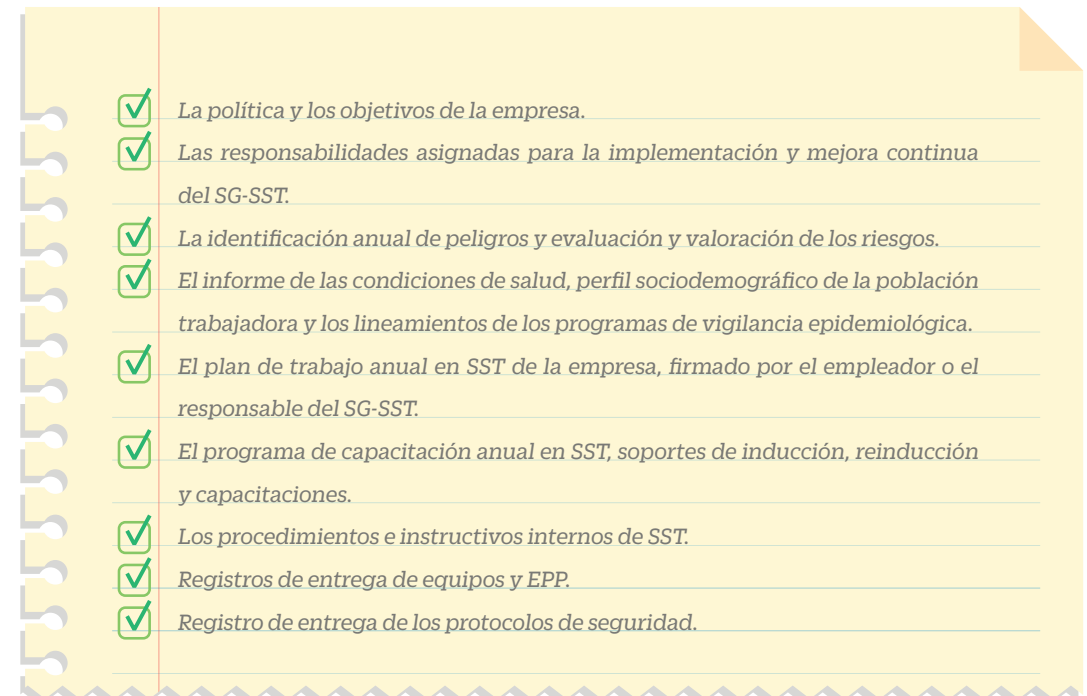 La política y los objetivos de la empresa.
Las responsabilidades asignadas para la implementación y mejora continua
del SG-SST.
La identificación anual de peligros y evaluación y valoración de los riesgos.
El informe de las condiciones de salud, perfil sociodemográfico de la población
trabajadora y los lineamientos de los programas de vigilancia epidemiológica.
El plan de trabajo anual en SST de la empresa, firmado por el empleador o el
responsable del SG-SST.
El programa de capacitación anual en SST, soportes de inducción, reinducción
y capacitaciones.
Los procedimientos e instructivos internos de SST.
Registros de entrega de equipos y EPP.
Registro de entrega de los protocolos de seguridad.